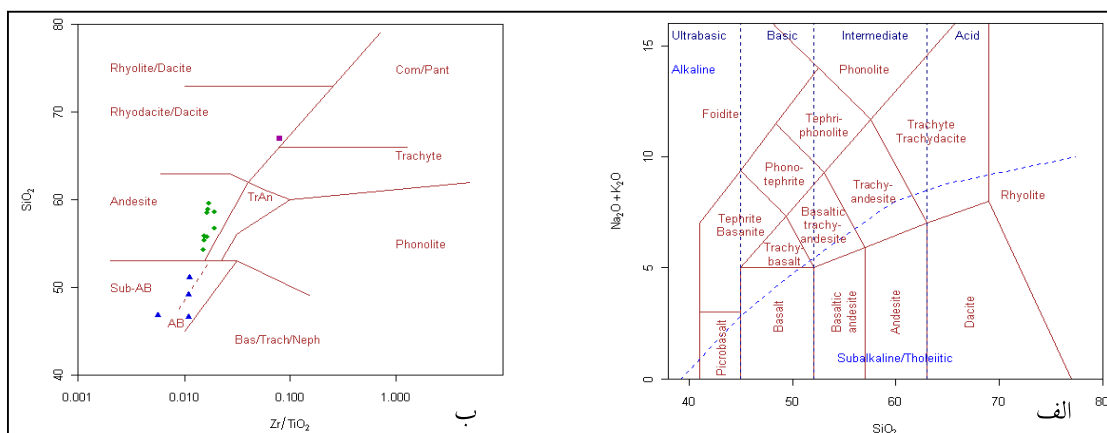 80
70
60
50
40
SiO₂
Rhyolite/Dacite
Com/Pant
Rhyodacite/Dacite
Trachyte
TrAn
Andesite
Phonolite
Sub-AB
AB
Bas/Trach/Neph
0.001
0.010
0.100
1.000
Zr/TiO₂
ب
15
10
5
0
Na₂O+K₂O
Ultrabasic
Basic
Intermediate
Acid
Alkaline
Phonolite
Foidite
Tephri-
phonolite
Trachyte
Trachydacite
Phono-
tephrite
Trachy-
andesite
Rhyolite
Tephrite
Basanite
Basaltic
trachy-
andesite
Trachy-
basalt
Picrobasalt
Basalt
Basaltic
andesite
Andesite
Dacite
Subalkaline/Tholeiitic
40
50
60
70
80
SiO₂
الف